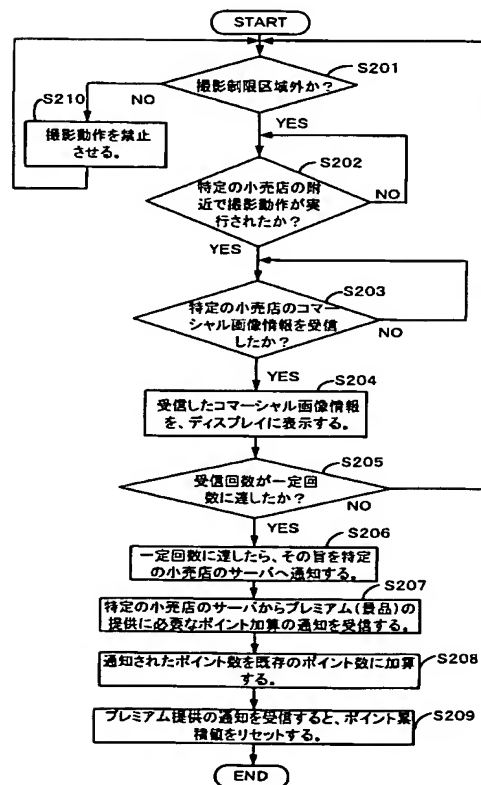 START
S201
撮影制限区域外か？
S210
NO
撮影動作を禁止
させる。
YES
S202
特定の小売店の附
近で撮影動作が実
行されたか？
NO
YES
S203
特定の小売店のコマー
シャル画像情報を受信
したか？
NO
YES
S204
受信したコマーシャル画像情報
を、ディスプレイに表示する。
S205
受信回数が一定回
数に達したか？
NO
YES
S206
一定回数に達したら、その旨を特定
の小売店のサーバへ通知する。
S207
特定の小売店のサーバからプレミアム(景品)の
提供に必要なポイント加算の通知を受信する。
通知されたポイント数を既存のポイント数に加算
する。
S208
プレミアム提供の通知を受信すると、ポイント累
積値をリセットする。
S209
END